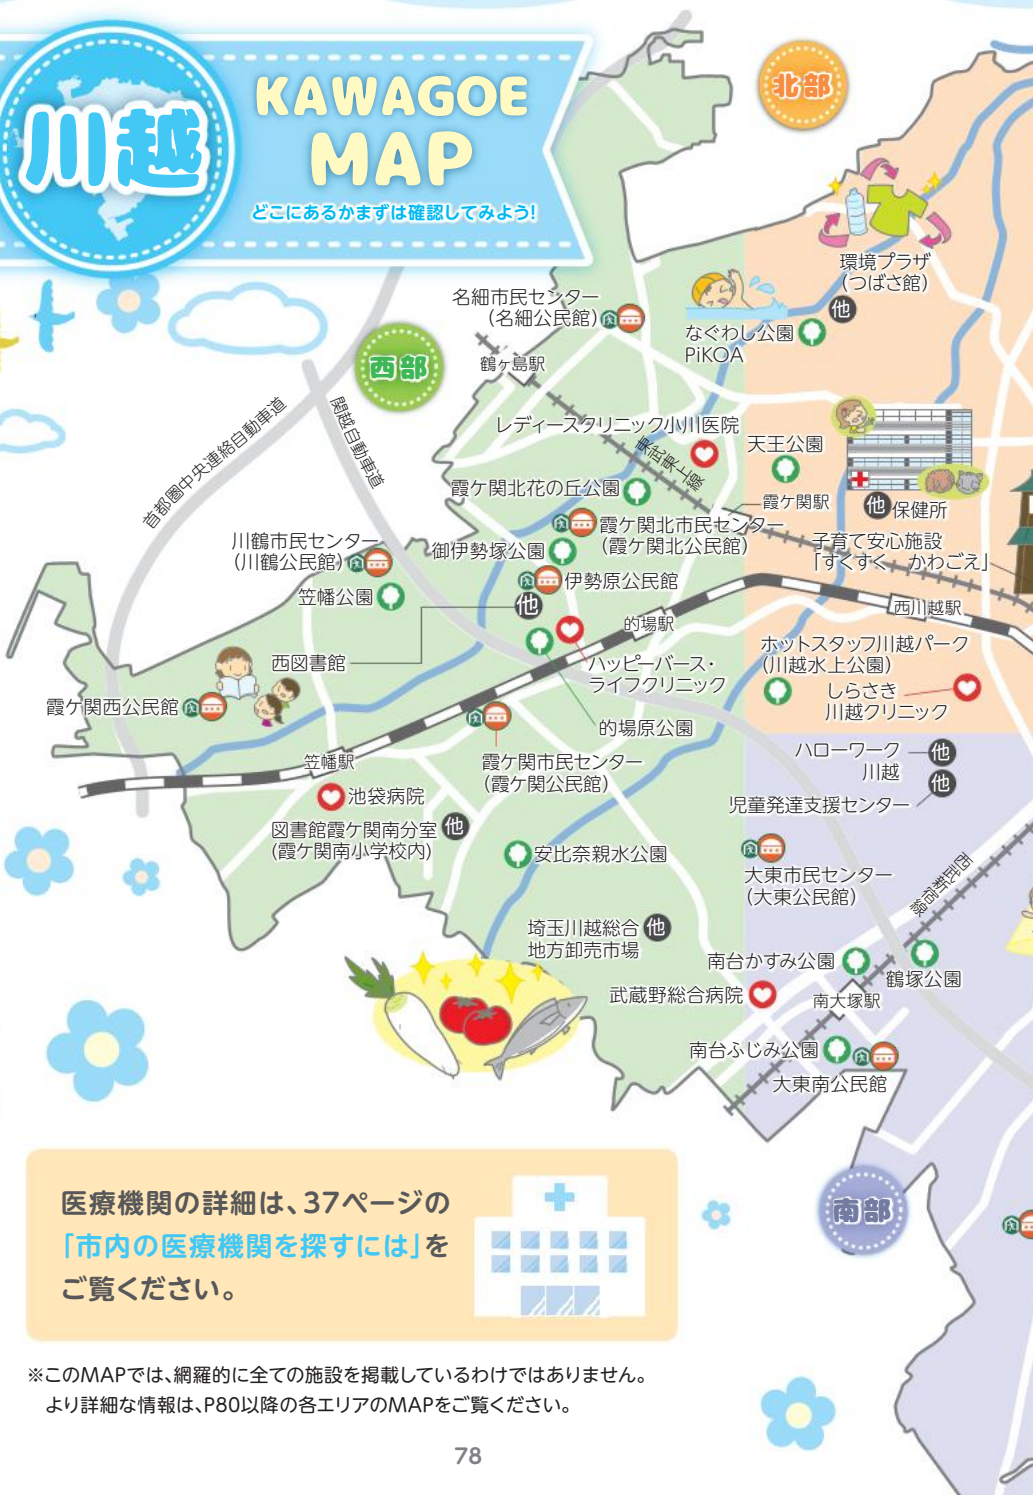 川越
KAWAGOE
MAP
どこにあるかまずは確認してみよう!
北部
環境プラザ
(つばさ館)
他
名細市民センター
(名細公民館)
なぐわし公園
PiKOA
西部
鶴ヶ島駅
首都圏中央連絡自動車道
関越自動車道
レディースクリニック小川医院
東武東上線
天王公園
霞ケ関北花の丘公園
霞ケ関駅
他
保健所
霞ケ関北市民センター
(霞ケ関北公民館)
川鶴市民センター
(川鶴公民館)
御伊勢塚公園
子育て安心施設
「すくすく かわごえ」
伊勢原公民館
笠幡公園
他
西川越駅
的場駅
西図書館
ハッピーバース・
ライフクリニック
ホットスタッフ川越パーク
(川越水上公園)
しらさぎ
川越クリニック
霞ケ関西公民館
的場原公園
笠幡駅
霞ケ関市民センター
(霞ケ関公民館)
ハローワーク
川越
他
児童発達支援センター
他
池袋病院
図書館霞ケ関南分室
(霞ケ関南小学校内)
他
安比奈親水公園
大東市民センター
(大東公民館)
西武新宿線
埼玉川越総合
地方卸売市場
他
南台かすみ公園
鶴塚公園
武蔵野総合病院
南大塚駅
南台ふじみ公園
大東南公民館
南部
医療機関の詳細は、37ページの
「市内の医療機関を探すには」を
ご覧ください。
※このMAPでは、網羅的に全ての施設を掲載しているわけではありません。
より詳細な情報は、P80以降の各エリアのMAPをご覧ください。
78